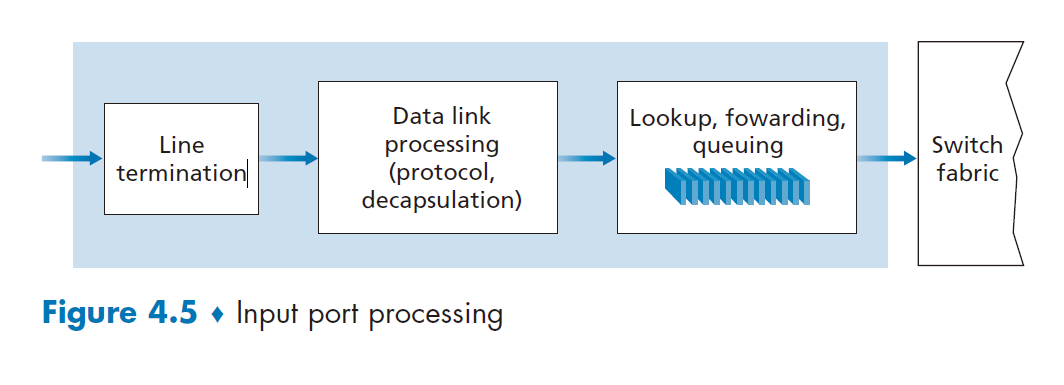 Line
termination
Data link
processing
(protocol,
decapsulation)
Lookup, fowarding,
queuing
Switch
fabric
Figure 4.5 ♦ Input port processing